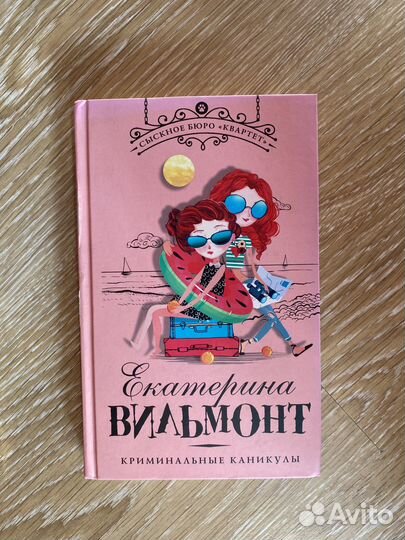 СЫСКНОЕ БЮРО «КВАРТЕТ»
ЕКАТЕРИНА
ВИЛЬМОНТ
КРИМИНАЛЬНЫЕ КАНИКУЛЫ
Avito